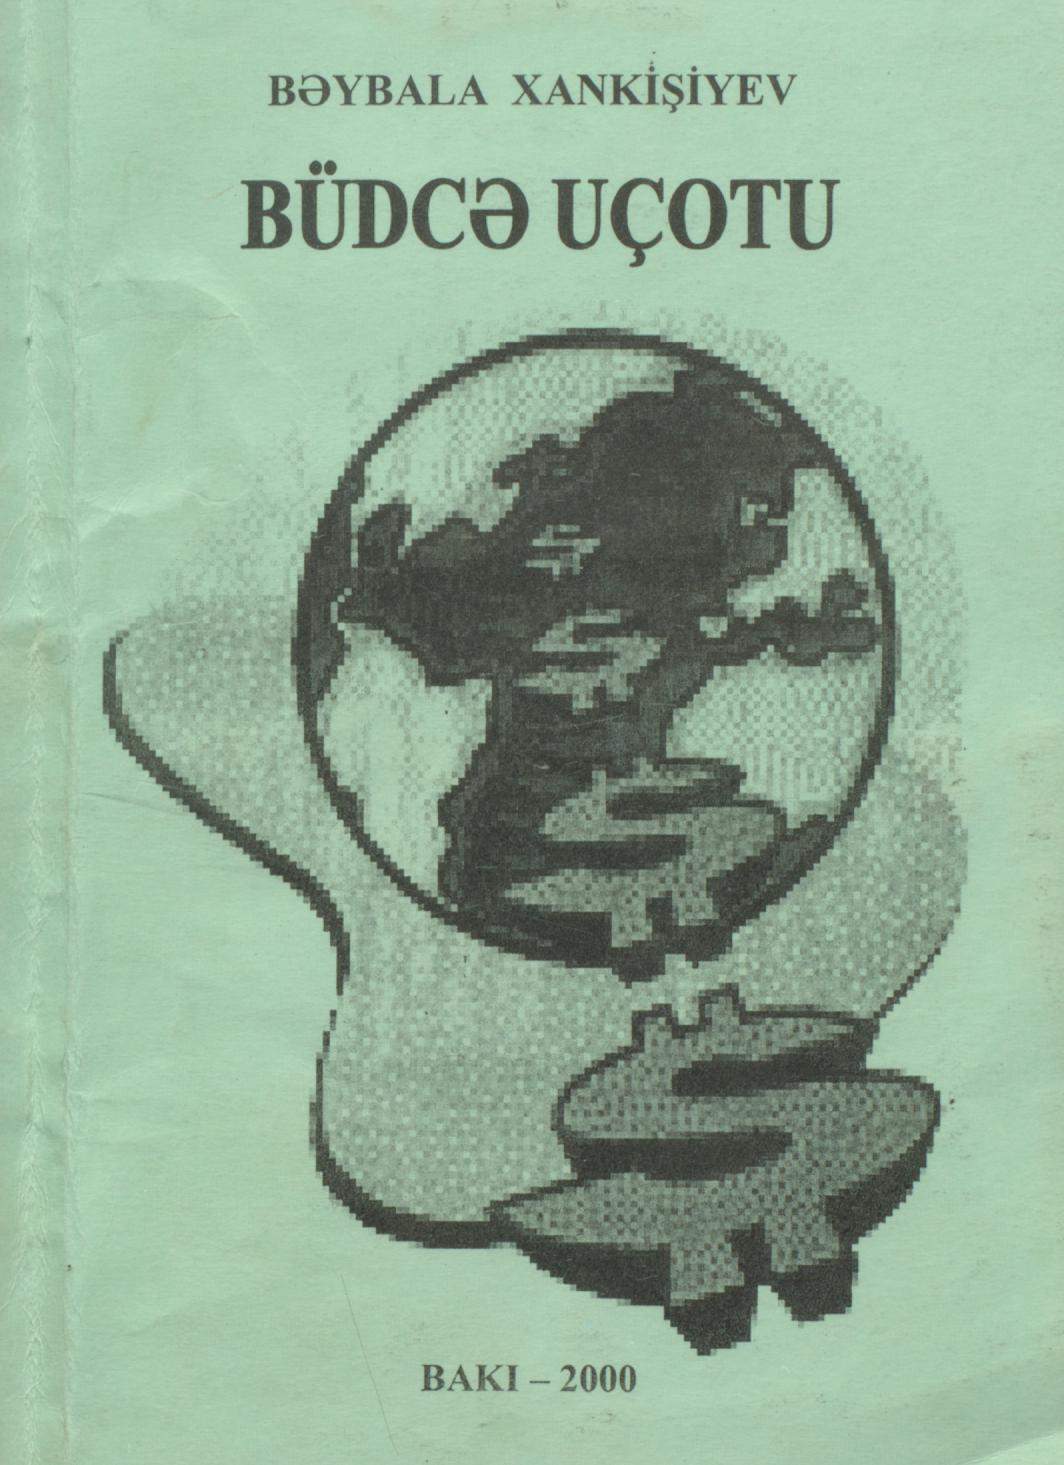 BƏYBALA XANKİŞİYEV
BÜDCƏ UÇOTU
BAKI – 2000